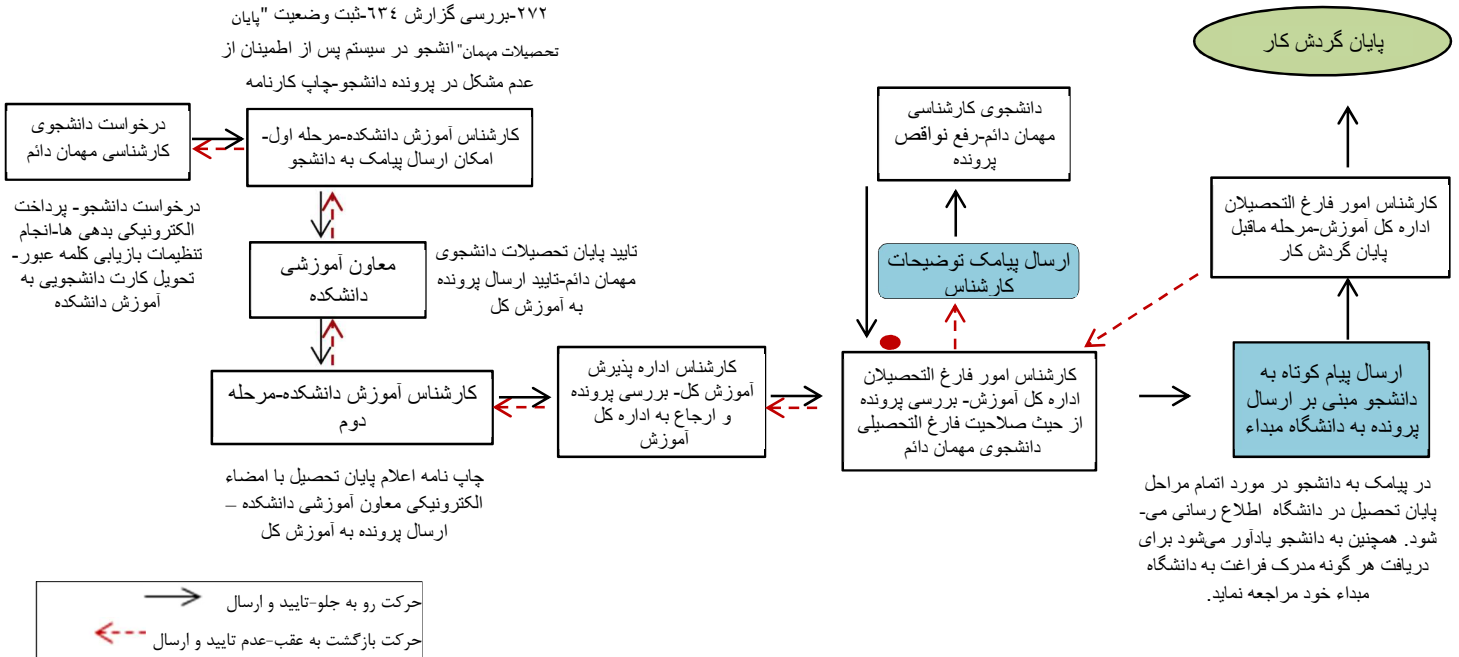 ۲۷۲-بررسی گزارش ٦٣٤-ثبت وضعیت "پایان
تحصیلات مهمان"انشجو در سیستم پس از اطمینان از
عدم مشکل در پرونده دانشجو-چاپ کارنامه
درخواست دانشجوی
کارشناسی مهمان دائم
کارشناس آموزش دانشکده-مرحله اول-
امکان ارسال پیامک به دانشجو
درخواست دانشجو- پرداخت
الکترونیکی بدهی ها-انجام
تنظیمات بازیابی کلمه عبور-
تحویل کارت دانشجویی به
آموزش دانشکده
معاون آموزشی
دانشکده
تایید پایان تحصیلات دانشجوی
مهمان دائم-تایید ارسال پرونده
به آموزش کل
کارشناس آموزش دانشکده-مرحله
دوم
چاپ نامه اعلام پایان تحصیل با امضاء
الکترونیکی معاون آموزشی دانشکده –
ارسال پرونده به آموزش کل
کارشناس اداره پذیرش
آموزش کل- بررسی پرونده
و ارجاع به اداره کل
آموزش
کارشناس امور فارغ التحصیلان
اداره کل آموزش- بررسی پرونده
از حیث صلاحیت فارغ التحصیلی
دانشجوی مهمان دائم
ارسال پیامک توضیحات
کارشناس
دانشجوی کارشناسی
مهمان دائم-رفع نواقص
پرونده
ارسال پیام کوتاه به
دانشجو مبنی بر ارسال
پرونده به دانشگاه مبداء
در پیامک به دانشجو در مورد اتمام مراحل
پایان تحصیل در دانشگاه اطلاع رسانی می-
شود. همچنین به دانشجو یادآور می‌شود برای
دریافت هر گونه مدرک فراغت به دانشگاه
مبداء خود مراجعه نماید.
کارشناس امور فارغ التحصیلان
اداره کل آموزش-مرحله ماقبل
پایان گردش کار
پایان گردش کار
حرکت رو به جلو-تایید و ارسال
حرکت بازگشت به عقب-عدم تایید و ارسال